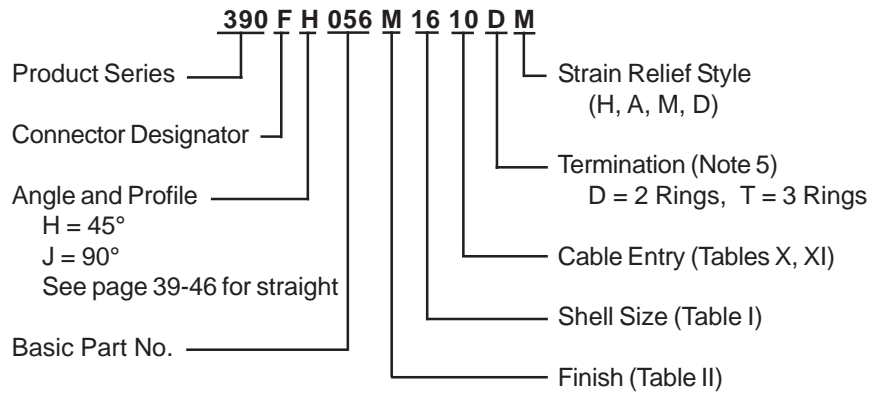 390 F H 056 M 16 10 D M
Product Series
Connector Designator
Angle and Profile
H = 45°
J = 90°
See page 39-46 for straight
Basic Part No.
Strain Relief Style
(H, A, M, D)
Termination (Note 5)
D = 2 Rings, T = 3 Rings
Cable Entry (Tables X, XI)
Shell Size (Table I)
Finish (Table II)